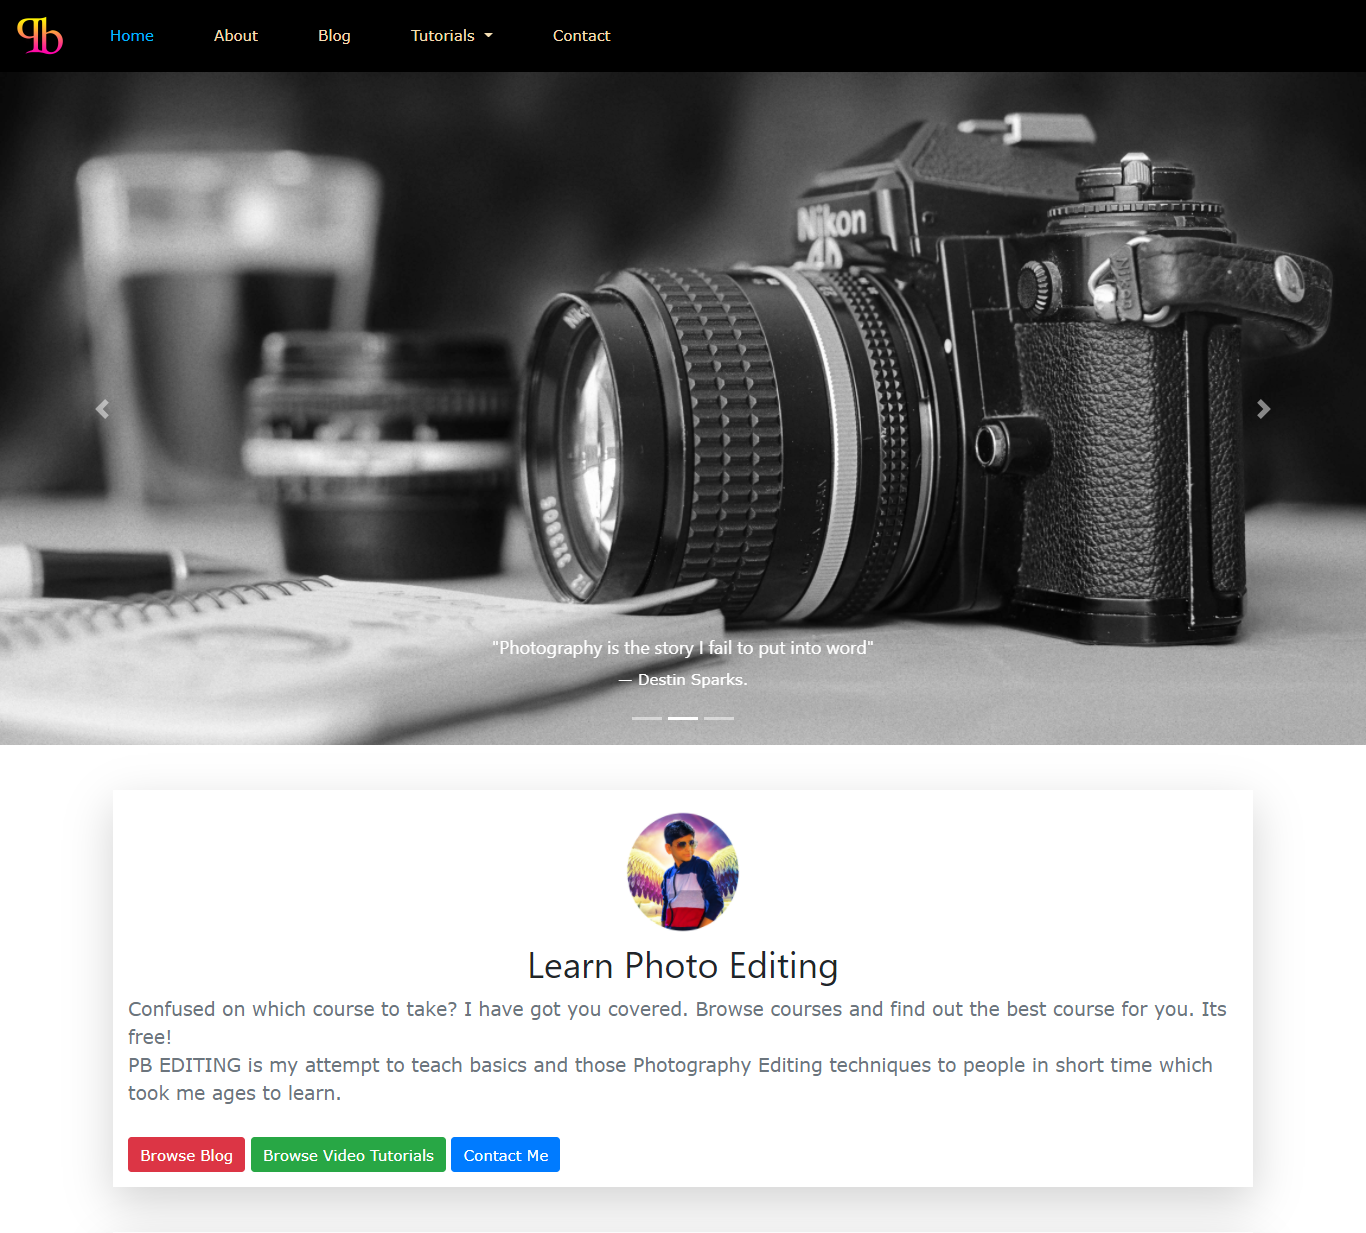 Home About Blog Tutorials Contact
Nikon
Nikon
"Photography is the story I fail to put into word"
— Destin Sparks.
Learn Photo Editing
Confused on which course to take? I have got you covered. Browse courses and find out the best course for you. Its
free!
PB EDITING is my attempt to teach basics and those Photography Editing techniques to people in short time which
took me ages to learn.
Browse Blog Browse Video Tutorials Contact Me